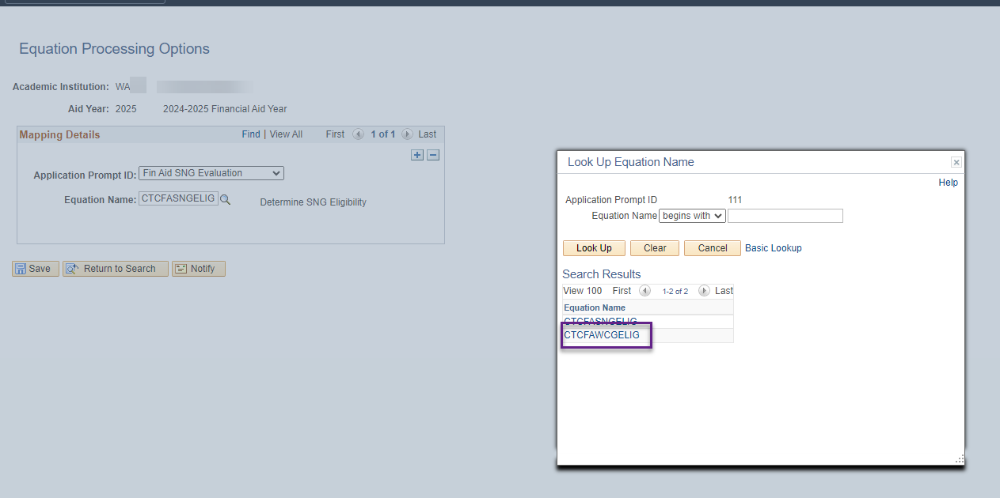 Equation Processing Options
Academic Institution: WA
Aid Year: 2025 2024-2025 Financial Aid Year
Mapping Details Find | View All First 1 of 1 Last
Application Prompt ID: Fin Aid SNG Evaluation
Equation Name: CTCFASNGELIG Determine SNG Eligibility
Save Return to Search Notify
Look Up Equation Name
Help
Application Prompt ID 111
Equation Name begins with
Look Up Clear Cancel Basic Lookup
Search Results
View 100 First 1-2 of 2 Last
Equation Name
CTCFASNGELIG
CTCFAWCGELIG